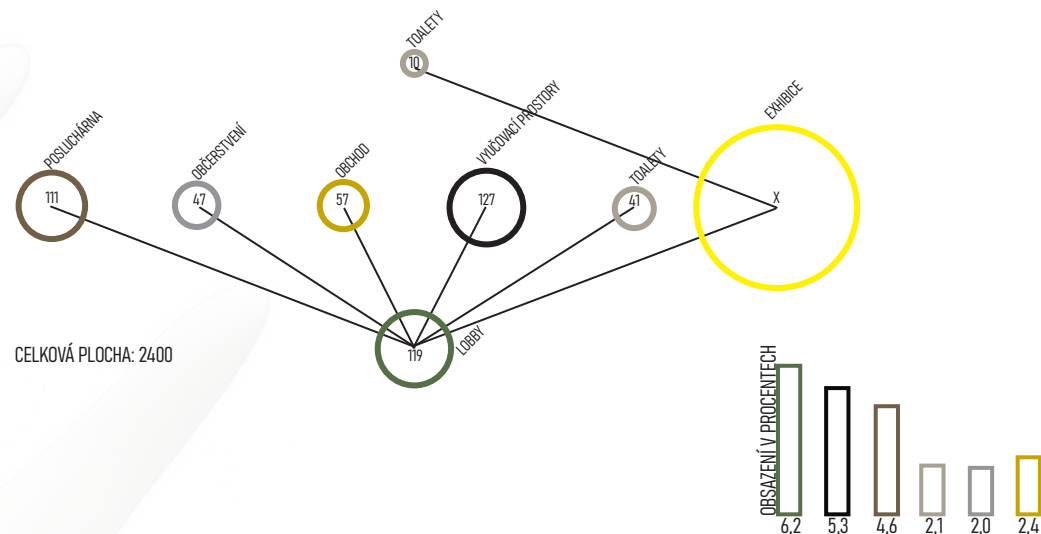 TOALETY
10
POSLUCHÁRNA
111
OBČERSTVENÍ
47
OBCHOD
57
VYUČOVACÍ PROSTORY
127
TOALETY
41
EXHIBICE
X
LOBBY
119
CELKOVÁ PLOCHA: 2400
OBSAZENÍ V PROCENTECH
6,2 5,3 4,6 2,1 2,0 2,4